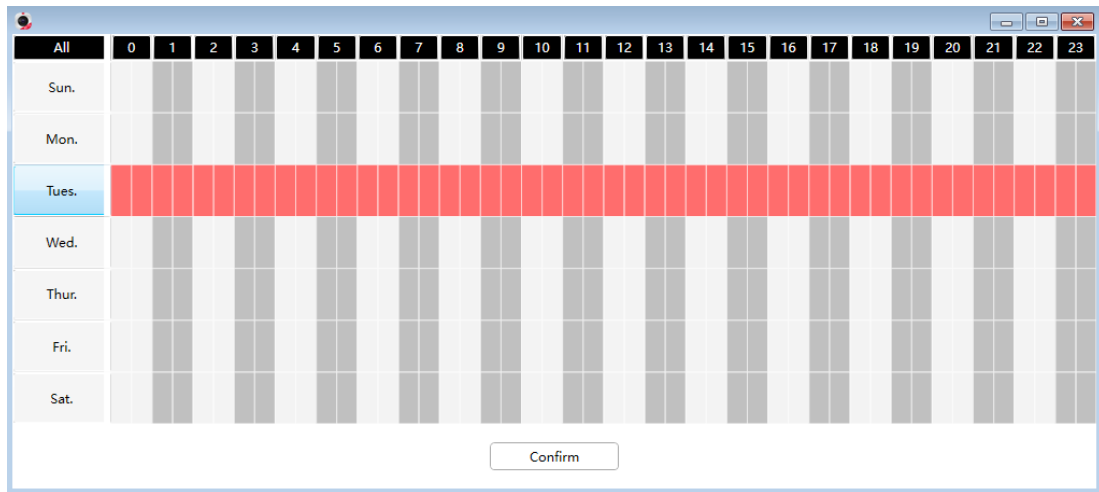 All 0 1 2 3 4 5 6 7 8 9 10 11 12 13 14 15 16 17 18 19 20 21 22 23
Sun.
Mon.
Tues.
Wed.
Thur.
Fri.
Sat.
Confirm